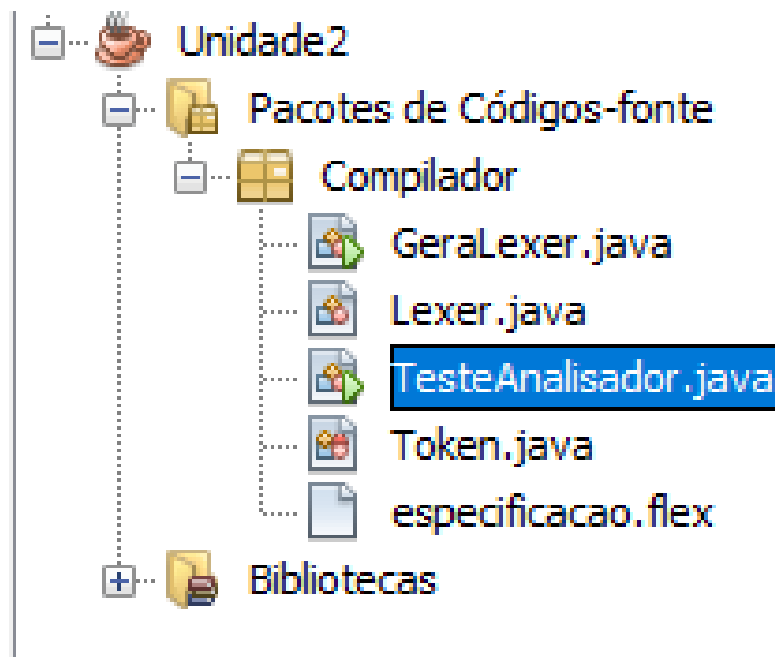 Unidade2
Pacotes de Códigos-fonte
Compilador
GeraLexer.java
Lexer.java
TesteAnalisador.java
Token.java
especificacao.flex
Bibliotecas